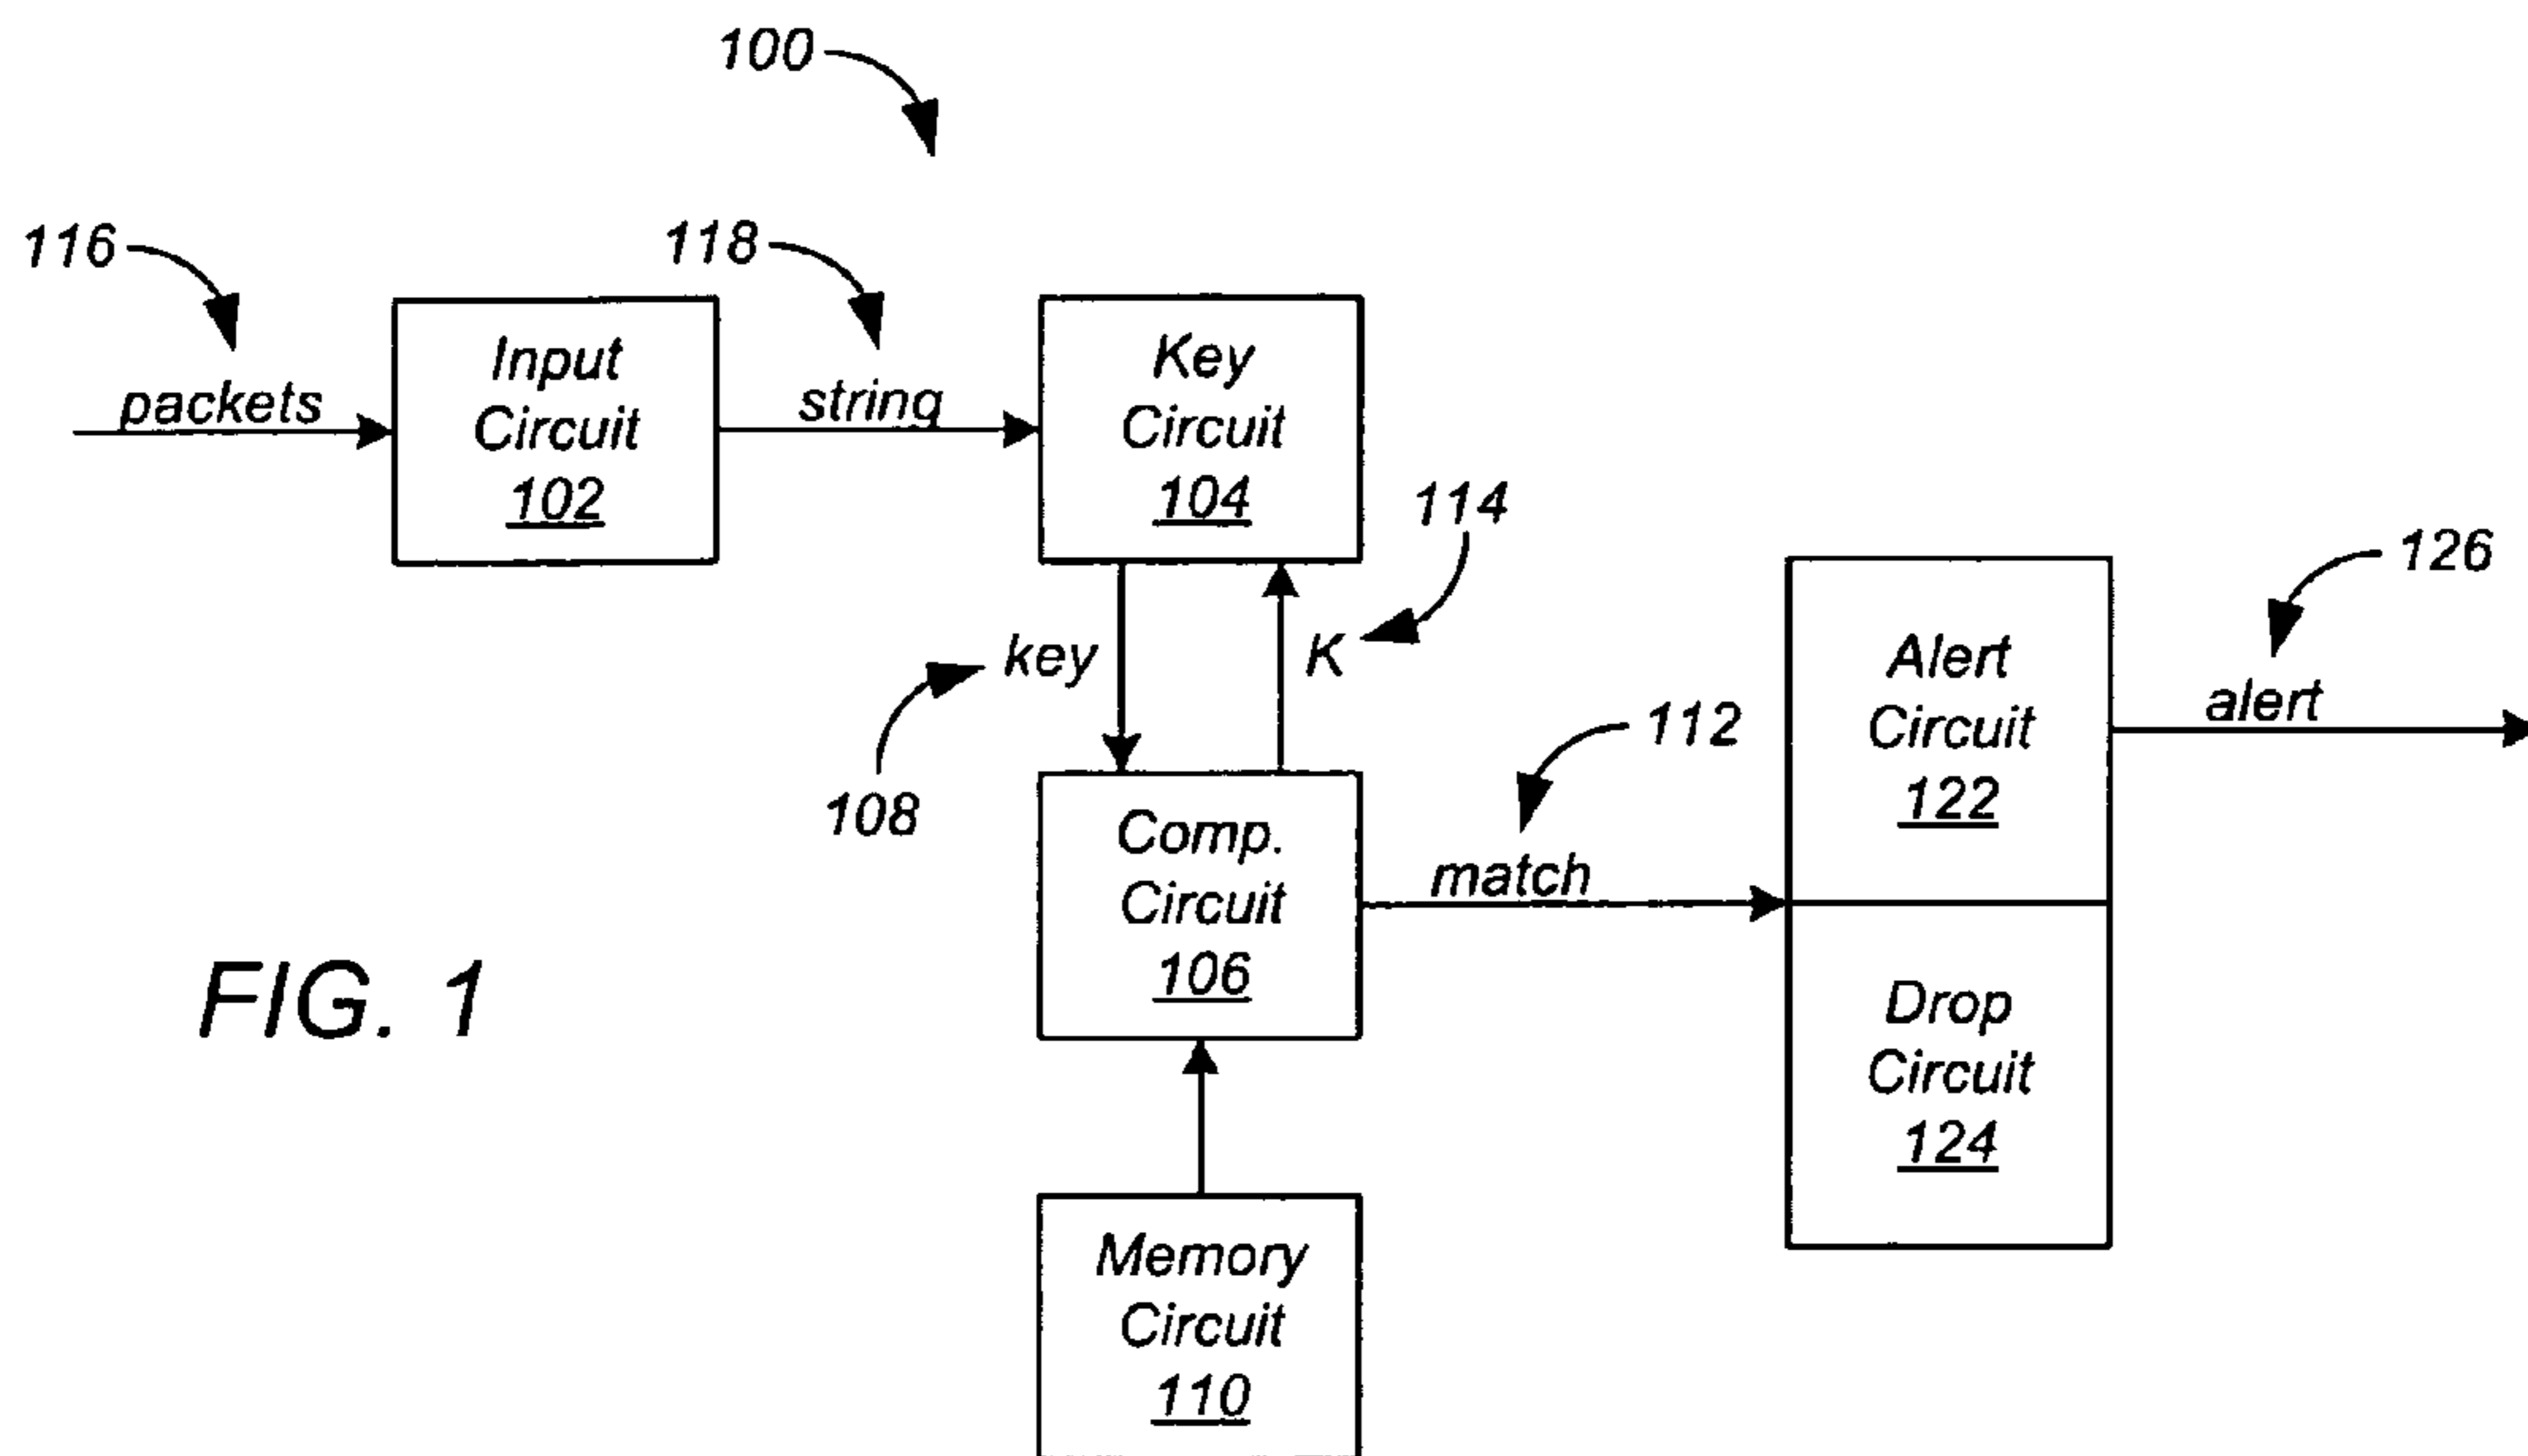 100
116
118
packets
Input
Circuit
102
string
Key
Circuit
104
114
126
key
K
108
112
Alert
Circuit
122
alert
Comp.
Circuit
106
match
FIG. 1
Drop
Circuit
124
Memory
Circuit
110